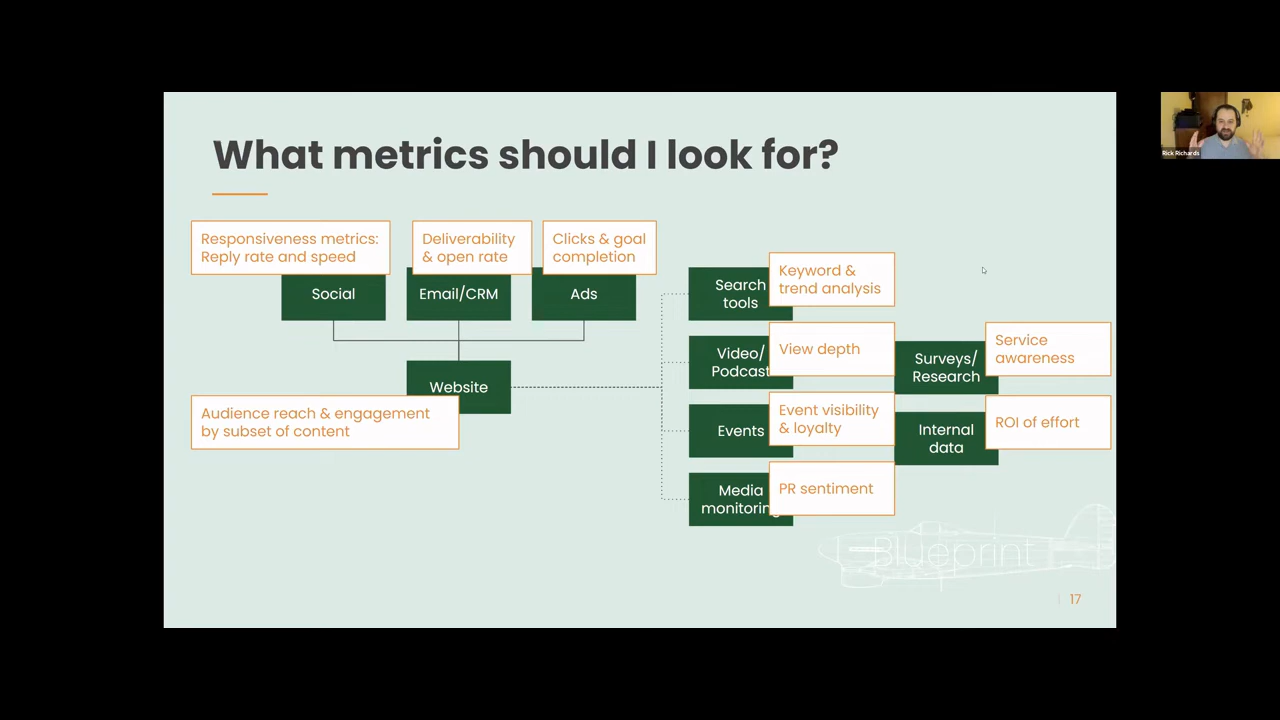 What metrics should I look for?
Responsiveness metrics:
Reply rate and speed
Deliverability
& open rate
Clicks & goal
completion
Social
Email/CRM
Ads
Website
Audience reach & engagement
by subset of content
Search
tools
Keyword &
trend analysis
Video/
Podcast
View depth
Events
Event visibility
& loyalty
Media
monitoring
PR sentiment
Surveys/
Research
Service
awareness
Internal
data
ROI of effort
Blueprint
17
Rick Richards